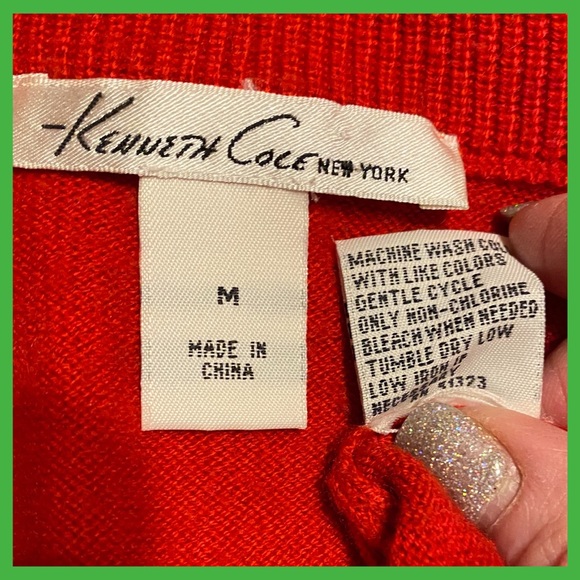 -KENNETH COLE NEW YORK
M
MADE IN
CHINA
MACHINE WASH
WITH LIKE COLORS
GENTLE CYCLE
ONLY NON-CHLORINE
BLEACH WHEN NEEDED
TUMBLE DRY LOW
LOW IRON IF
51323